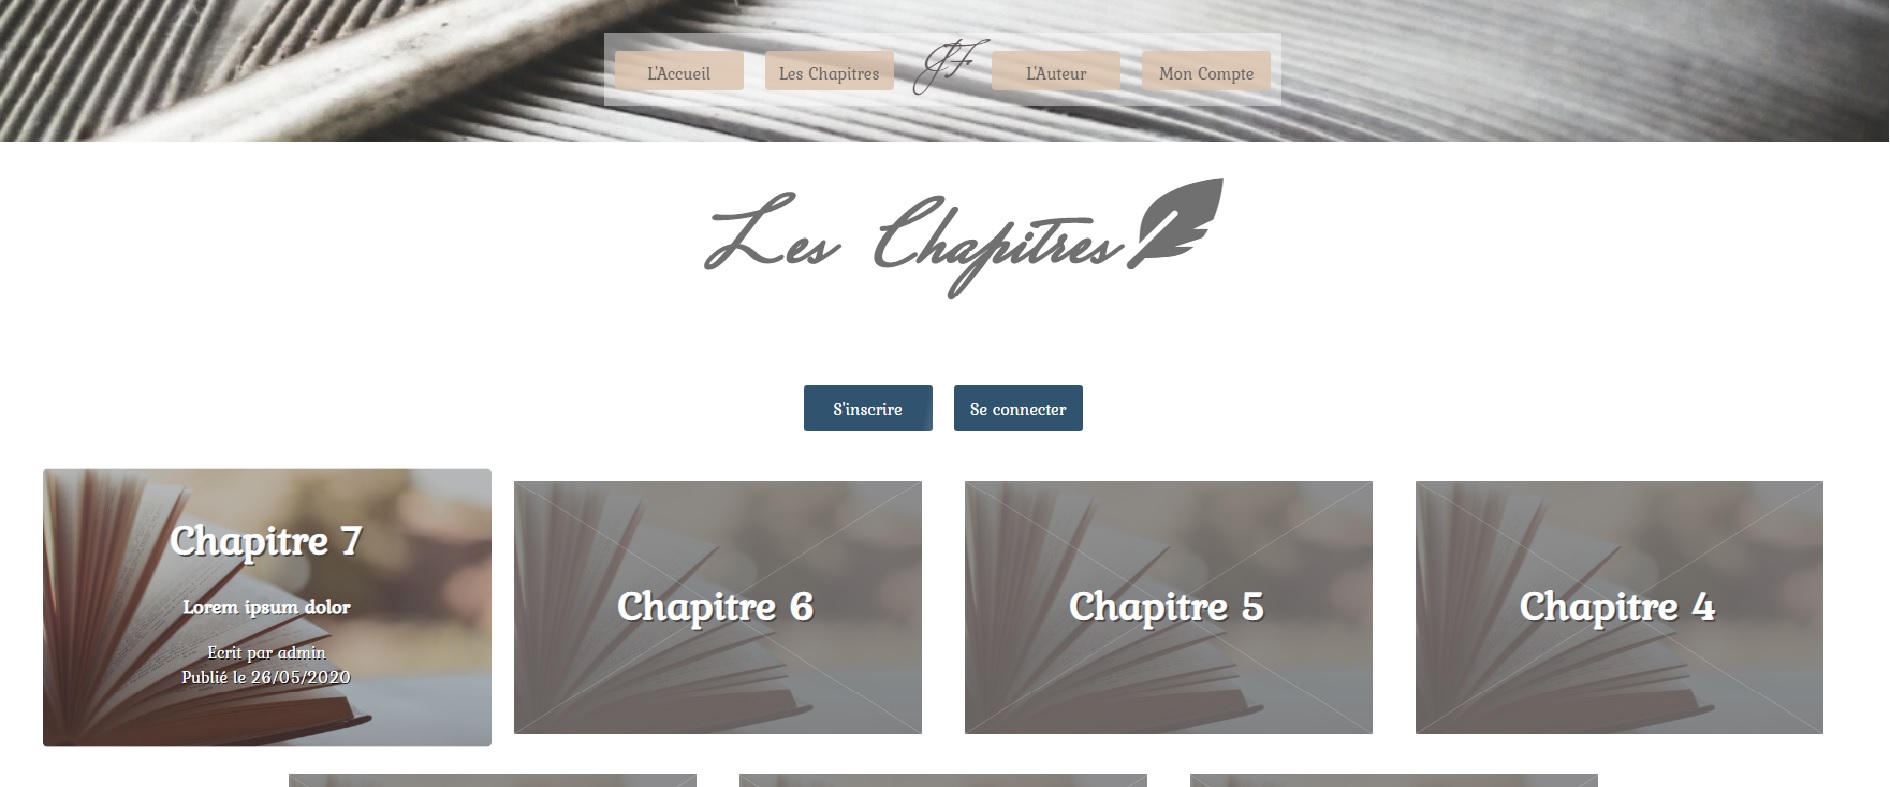 L'Accueil
Les Chapitres
JF
L'Auteur
Mon Compte
Les Chapitres
S'inscrire
Se connecter
Chapitre 7
Lorem ipsum dolor
Ecrit par admin
Publié le 26/05/2020
Chapitre 6
Chapitre 5
Chapitre 4